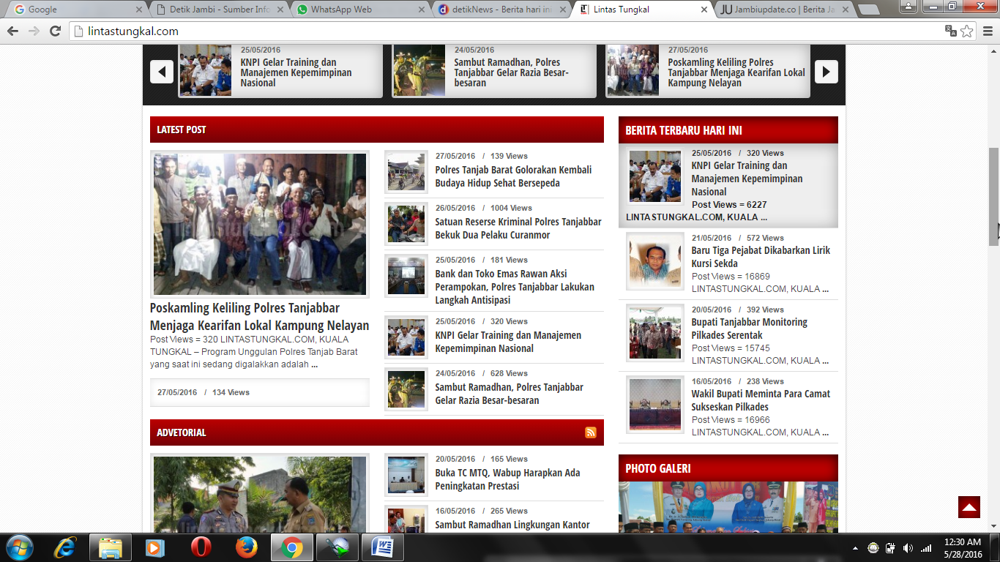 Google
Detik Jambi - Sumber Info
WhatsApp Web
detikNews - Berita hari ini
Lintas Tungkal
JU Jambiupdate.co | Berita Ja
lintastungkal.com
25/05/2016
KNPI Gelar Training dan
Manajemen Kepemimpinan
Nasional
24/05/2016
Sambut Ramadhan, Polres
Tanjabbar Gelar Razia Besar-
besaran
27/05/2016
Poskamling Keliling Polres
Tanjabbar Menjaga Kearifan Lokal
Kampung Nelayan
LATEST POST
Poskamling Keliling Polres Tanjabbar
Menjaga Kearifan Lokal Kampung Nelayan
Post Views = 320 LINTASTUNGKAL.COM, KUALA
TUNGKAL – Program Unggulan Polres Tanjab Barat
yang saat ini sedang digalakkan adalah ...
27/05/2016 / 134 Views
27/05/2016 / 139 Views
Polres Tanjab Barat Golorakan Kembali
Budaya Hidup Sehat Bersepeda
26/05/2016 / 1004 Views
Satuan Reserse Kriminal Polres Tanjabbar
Bekuk Dua Pelaku Curanmor
25/05/2016 / 181 Views
Bank dan Toko Emas Rawan Aksi
Perampokan, Polres Tanjabbar Lakukan
Langkah Antisipasi
25/05/2016 / 320 Views
KNPI Gelar Training dan Manajemen
Kepemimpinan Nasional
24/05/2016 / 628 Views
Sambut Ramadhan, Polres Tanjabbar
Gelar Razia Besar-besaran
BERITA TERBARU HARI INI
25/05/2016 / 320 Views
KNPI Gelar Training dan
Manajemen Kepemimpinan
Nasional
Post Views = 6227
LINTASTUNGKAL.COM, KUALA ...
21/05/2016 / 572 Views
Baru Tiga Pejabat Dikabarkan Lirik
Kursi Sekda
Post Views = 16869
LINTASTUNGKAL.COM, KUALA ...
20/05/2016 / 392 Views
Bupati Tanjabbar Monitoring
Pilkades Serentak
Post Views = 15745
LINTASTUNGKAL.COM, KUALA ...
16/05/2016 / 238 Views
Wakil Bupati Meminta Para Camat
Sukseskan Pilkades
Post Views = 16966
LINTASTUNGKAL.COM, KUALA ...
ADVETORIAL
20/05/2016 / 165 Views
Buka TC MTQ, Wabup Harapkan Ada
Peningkatan Prestasi
16/05/2016 / 265 Views
Sambut Ramadhan Lingkungan Kantor
PHOTO GALERI
12:30 AM
5/28/2016